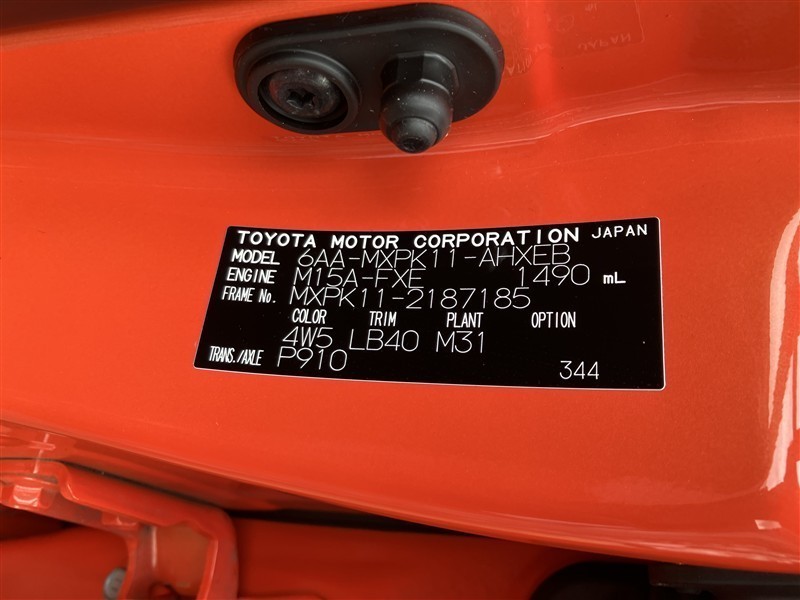 TOYOTA MOTOR CORPORATION JAPAN
MODEL 6AA-MXPK11-AHXEB
ENGINE M15A-FXE 1490 mL
FRAME No. MXPK11-2187185
COLOR TRIM PLANT OPTION
4W5 LB40 M31
TRANS./AXLE P910 344